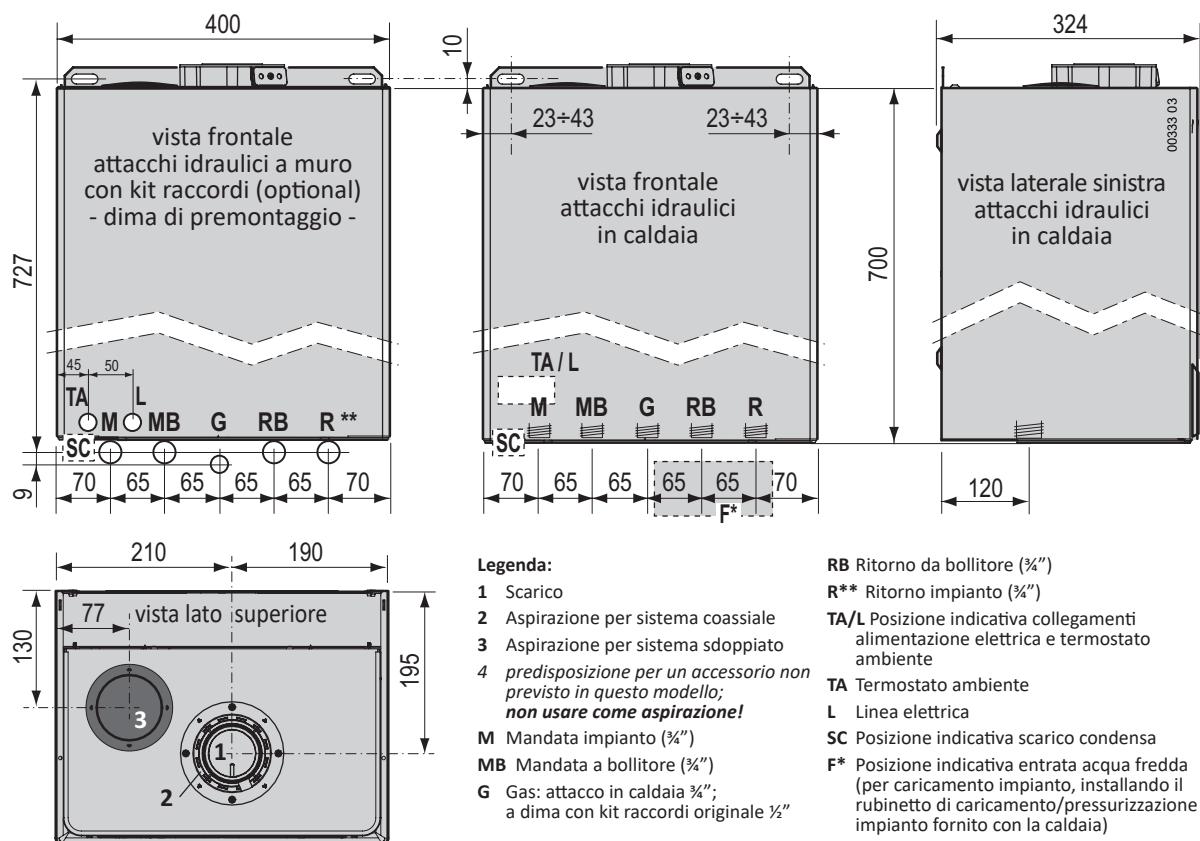 400
10
324
23÷43
23÷43
00333 03
vista frontale
attacchi idraulici a muro
con kit raccordi (optional)
- dima di premontaggio -
vista frontale
attacchi idraulici
in caldaia
vista laterale sinistra
attacchi idraulici
in caldaia
727
700
45
50
TA
L
M
MB
G
RB
R **
SC
TA / L
M
MB
G
RB
R
SC
9
70
65
65
65
65
70
70
65
65
65
65
70
F*
120
210
190
77
vista lato superiore
130
195
3
1
2
Legenda:
1 Scarico
2 Aspirazione per sistema coassiale
3 Aspirazione per sistema sdoppiato
4 predisposizione per un accessorio non
previsto in questo modello;
non usare come aspirazione!
M Mandata impianto (¾”)
MB Mandata a bollitore (¾”)
G Gas: attacco in caldaia ¾”;
a dima con kit raccordi originale ½”
RB Ritorno da bollitore (¾”)
R** Ritorno impianto (¾”)
TA/L Posizione indicativa collegamenti
alimentazione elettrica e termostato
ambiente
TA Termostato ambiente
L Linea elettrica
SC Posizione indicativa scarico condensa
F* Posizione indicativa entrata acqua fredda
(per caricamento impianto, installando il
rubinetto di caricamento/pressurizzazione
impianto fornito con la caldaia)